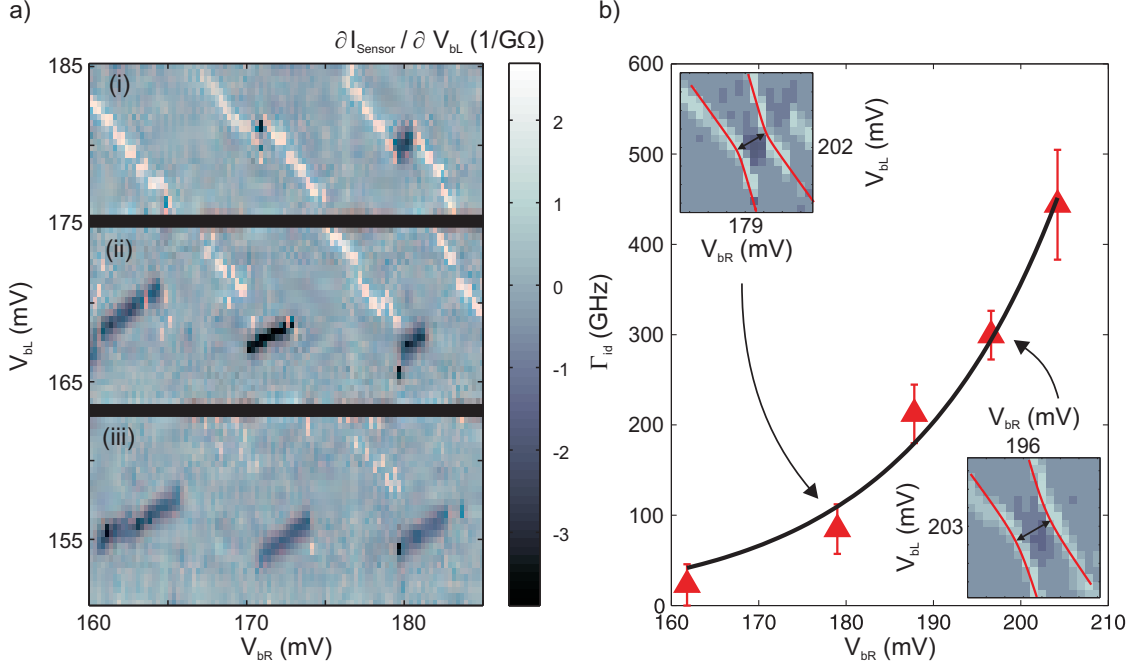 a)
∂I_Sensor / ∂ V_bL (1/GΩ)
185
175
165
155
V_bL (mV)
(i)
(ii)
(iii)
160 170 180
V_bR (mV)
2
1
0
-1
-2
-3
b)
600
500
400
300
200
100
0
Γ_id (GHz)
160 170 180 190 200 210
V_bR (mV)
V_bL (mV)
202
179
V_bR (mV)
V_bR (mV)
196
V_bL (mV)
203